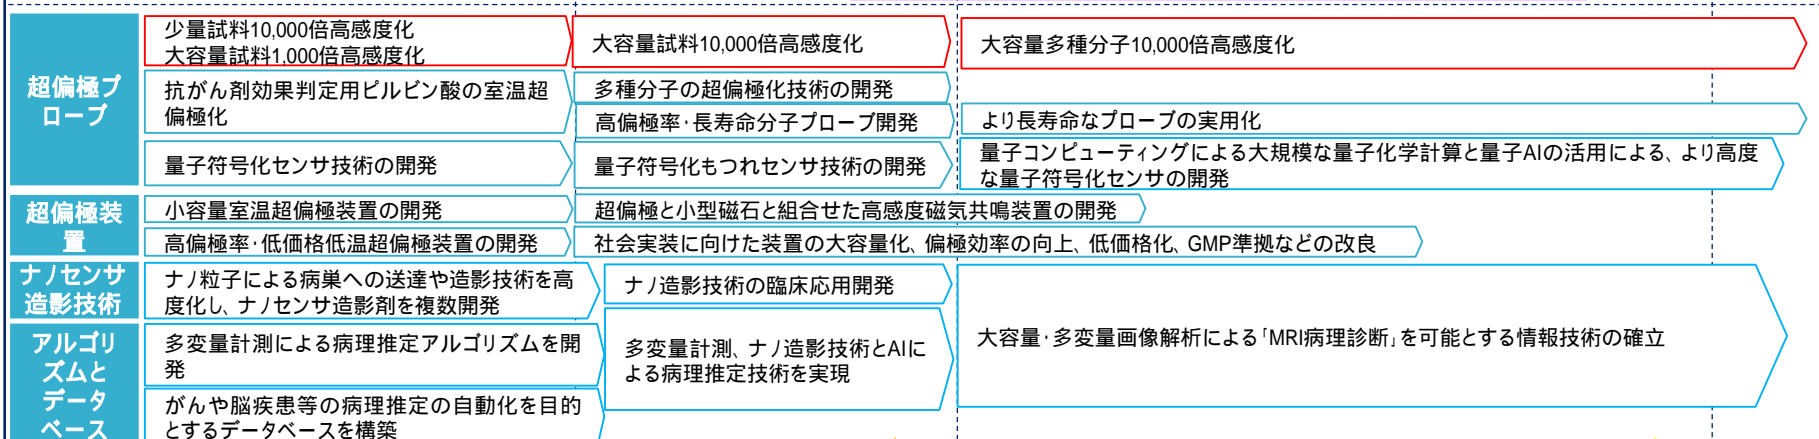 超偏極プ
ローブ
少量試料10,000倍高感度化
大容量試料1,000倍高感度化
大容量試料10,000倍高感度化
大容量多種分子10,000倍高感度化
抗がん剤効果判定用ピルビン酸の室温超
偏極化
多種分子の超偏極化技術の開発
高偏極率・長寿命分子プローブ開発
より長寿命なプローブの実用化
量子符号化センサ技術の開発
量子符号化もつれセンサ技術の開発
量子コンピューティングによる大規模な量子化学計算と量子AIの活用による、より高度
な量子符号化センサの開発
超偏極装
置
小容量室温超偏極装置の開発
超偏極と小型磁石と組合せた高感度磁気共鳴装置の開発
高偏極率・低価格低温超偏極装置の開発
社会実装に向けた装置の大容量化、偏極効率の向上、低価格化、GMP準拠などの改良
ナノセンサ
造影技術
ナノ粒子による病巣への送達や造影技術を高
度化し、ナノセンサ造影剤を複数開発
ナノ造影技術の臨床応用開発
大容量・多変量画像解析による「MRI病理診断」を可能とする情報技術の確立
アルゴリ
ズムと
データ
ベース
多変量計測による病理推定アルゴリズムを開
発
多変量計測、ナノ造影技術とAIに
よる病理推定技術を実現
がんや脳疾患等の病理推定の自動化を目的
とするデータベースを構築